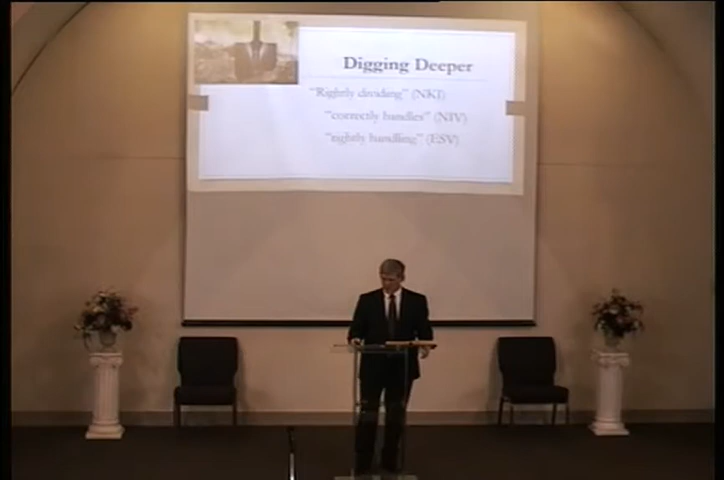 Digging Deeper
"Rightly dividing" (NKJ)
"correctly handles" (NIV)
"rightly handling" (ESV)